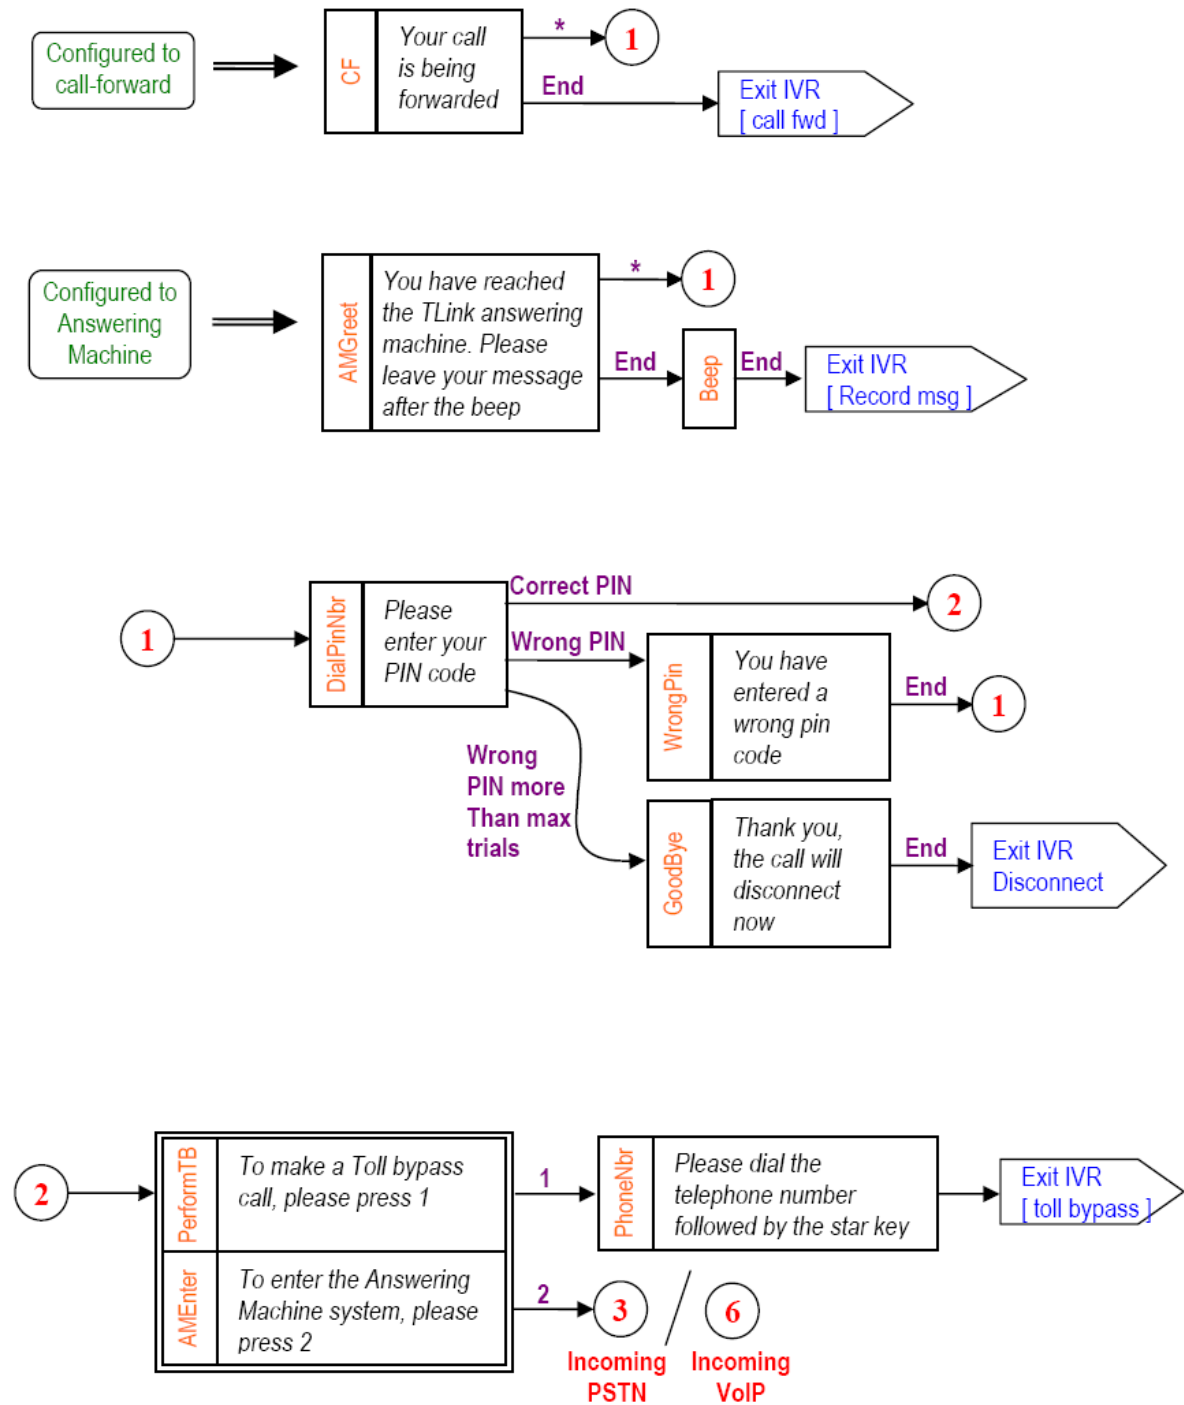 Configured to
call-forward
CF
Your call
is being
forwarded
*
1
End
Exit IVR
[ call fwd ]
Configured to
Answering
Machine
AMGreet
You have reached
the TLink answering
machine. Please
leave your message
after the beep
*
1
End
Beep
End
Exit IVR
[ Record msg ]
1
DialPinNbr
Please
enter your
PIN code
Correct PIN
2
Wrong PIN
WrongPin
You have
entered a
wrong pin
code
End
1
Wrong
PIN more
Than max
trials
GoodBye
Thank you,
the call will
disconnect
now
End
Exit IVR
Disconnect
2
PerformTB
To make a Toll bypass
call, please press 1
1
PhoneNbr
Please dial the
telephone number
followed by the star key
Exit IVR
[ toll bypass ]
AMEnter
To enter the Answering
Machine system, please
press 2
2
3
/
6
Incoming
PSTN
Incoming
VoIP